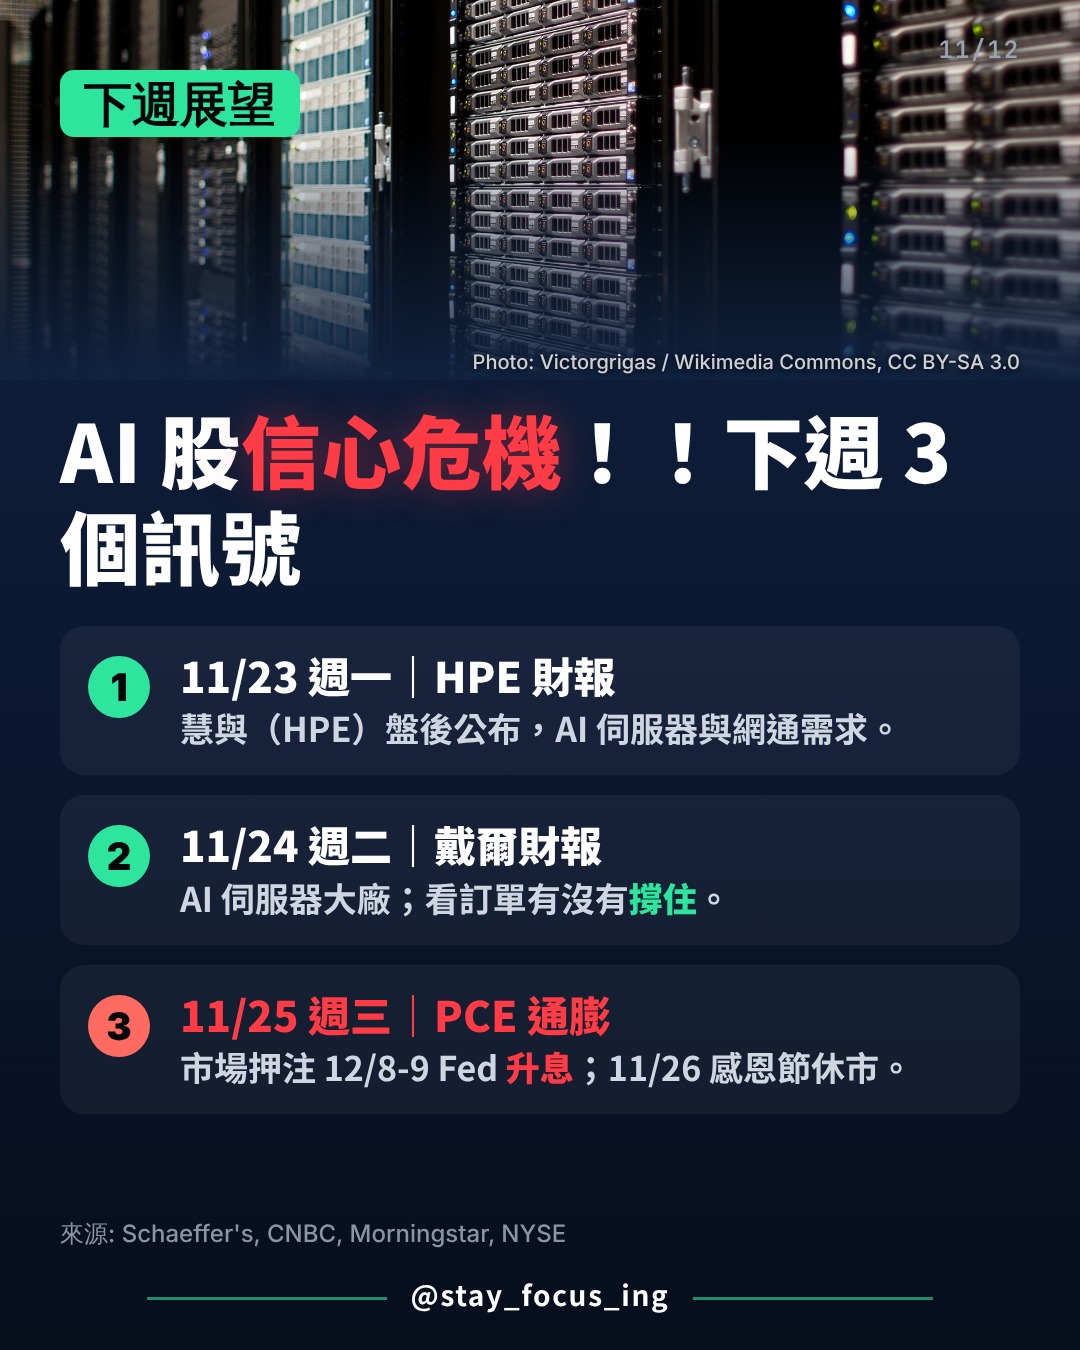 11/12
下週展望
Photo: Victorgrigas / Wikimedia Commons, CC BY-SA 3.0
AI 股信心危機！！下週 3
個訊號
1
11/23 週一｜HPE 財報
慧與（HPE）盤後公布，AI 伺服器與網通需求。
2
11/24 週二｜戴爾財報
AI 伺服器大廠；看訂單有沒有撐住。
3
11/25 週三｜PCE 通膨
市場押注 12/8-9 Fed 升息；11/26 感恩節休市。
來源: Schaeffer's, CNBC, Morningstar, NYSE
@stay_focus_ing